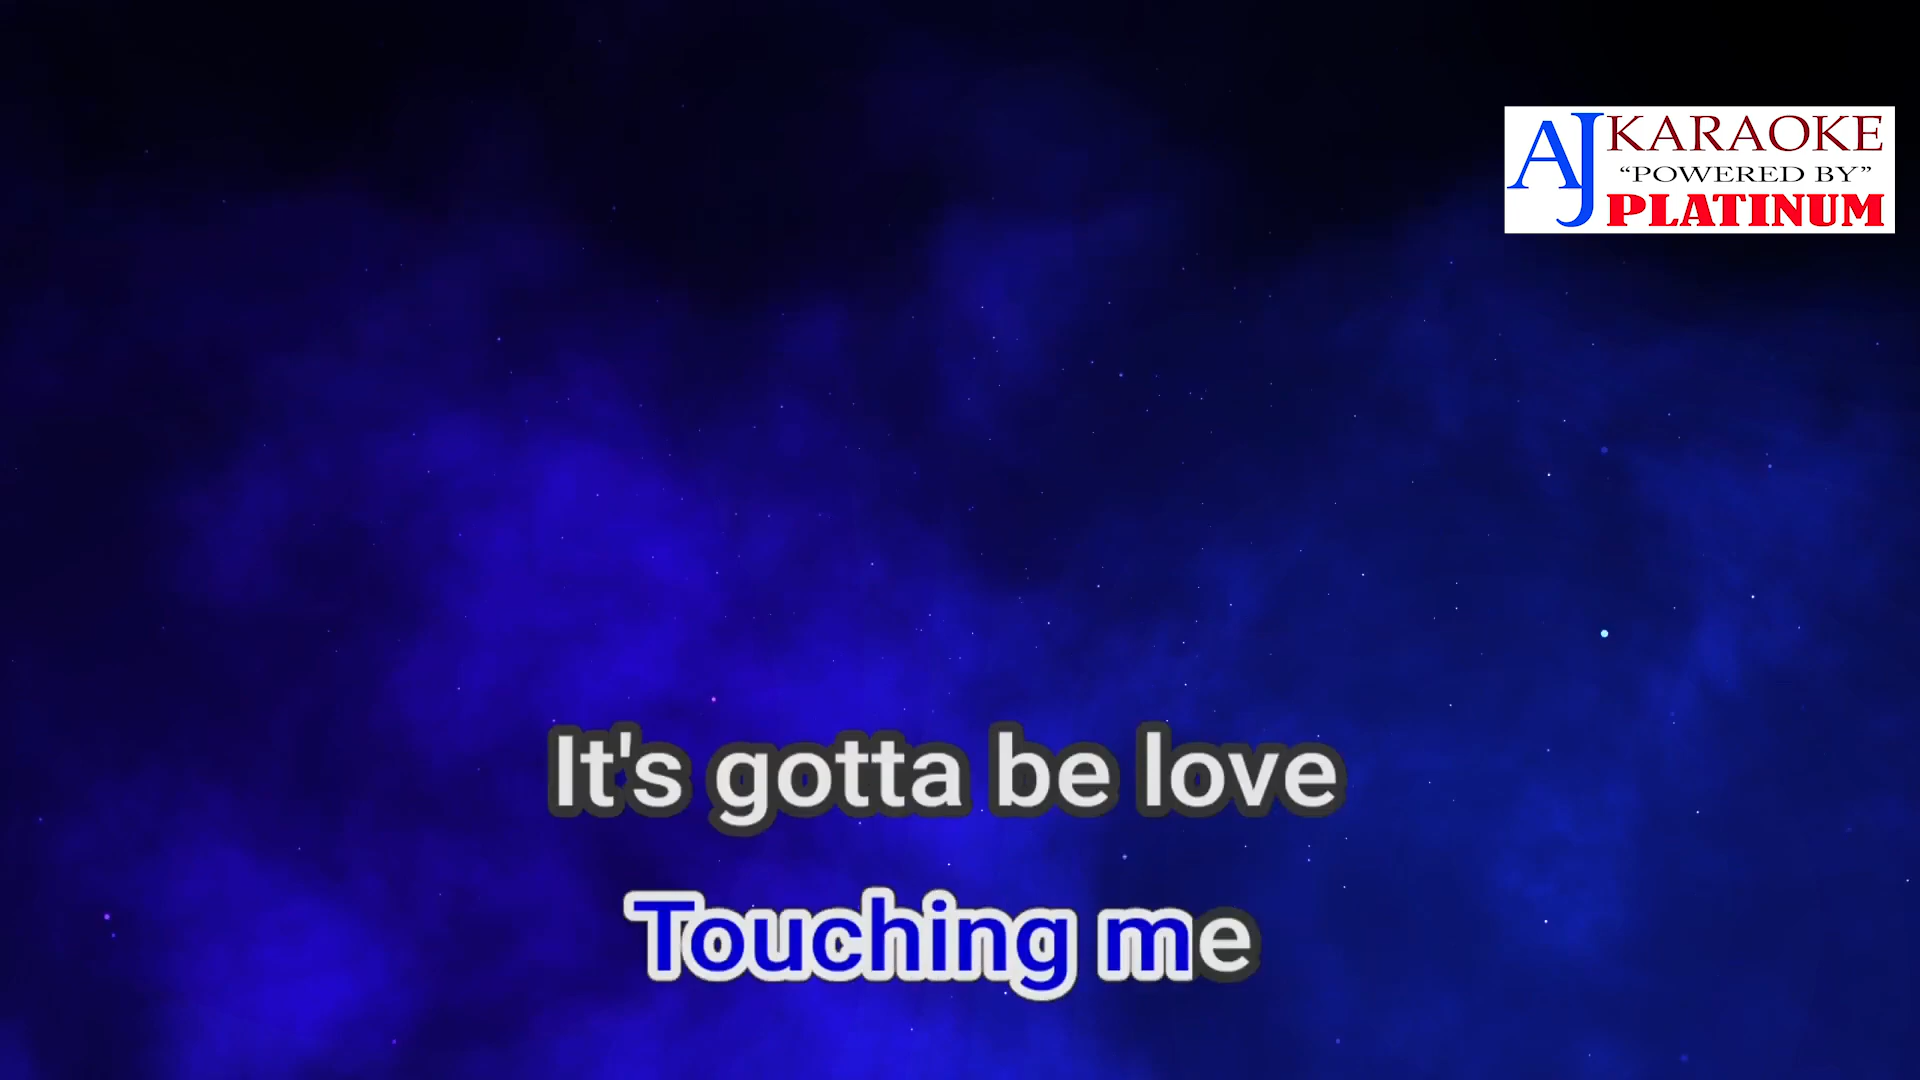 AJ KARAOKE
“POWERED BY”
PLATINUM
It's gotta be love
Touching me